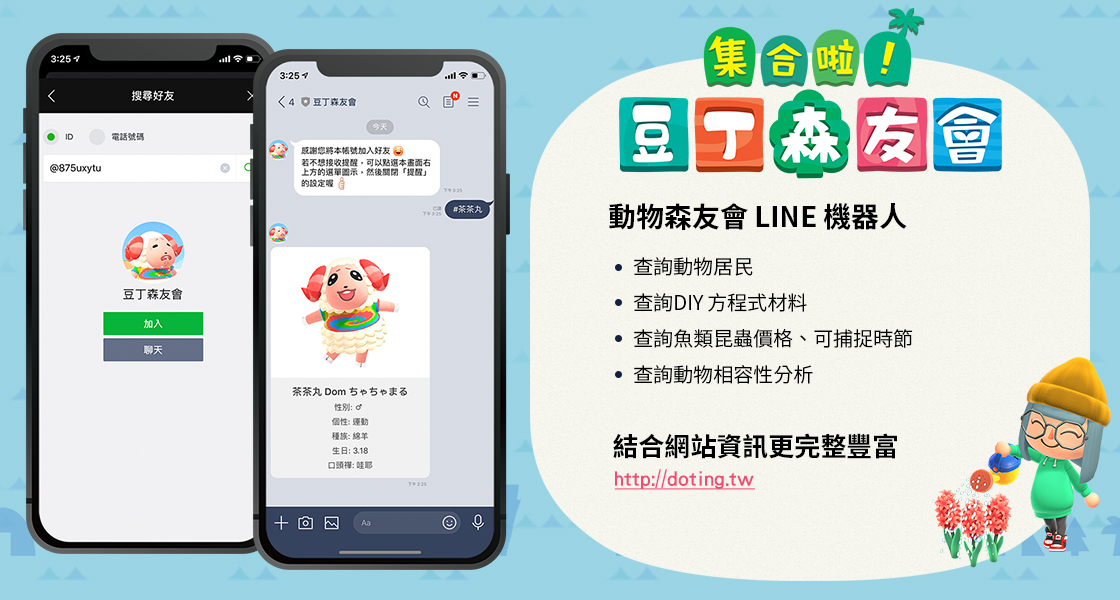 3:25
搜尋好友
ID
電話號碼
@875uxytu
豆丁森友會
加入
聊天
3:25
4
豆丁森友會
N
今天
感謝您將本帳號加入好友
若不想接收提醒，可以點選本畫面右
上方的選單圖示，然後關閉「提醒」
的設定喔
下午 3:25
已讀
下午 3:25
#茶茶丸
茶茶丸 Dom ちゃちゃまる
性別: ♂
個性: 運動
種族: 綿羊
生日: 3.18
口頭禪: 哇耶
下午 3:25
Aa
集合啦！
豆丁森友會
動物森友會 LINE 機器人
• 查詢動物居民
• 查詢DIY 方程式材料
• 查詢魚類昆蟲價格、可捕捉時節
• 查詢動物相容性分析
結合網站資訊更完整豐富
http://doting.tw